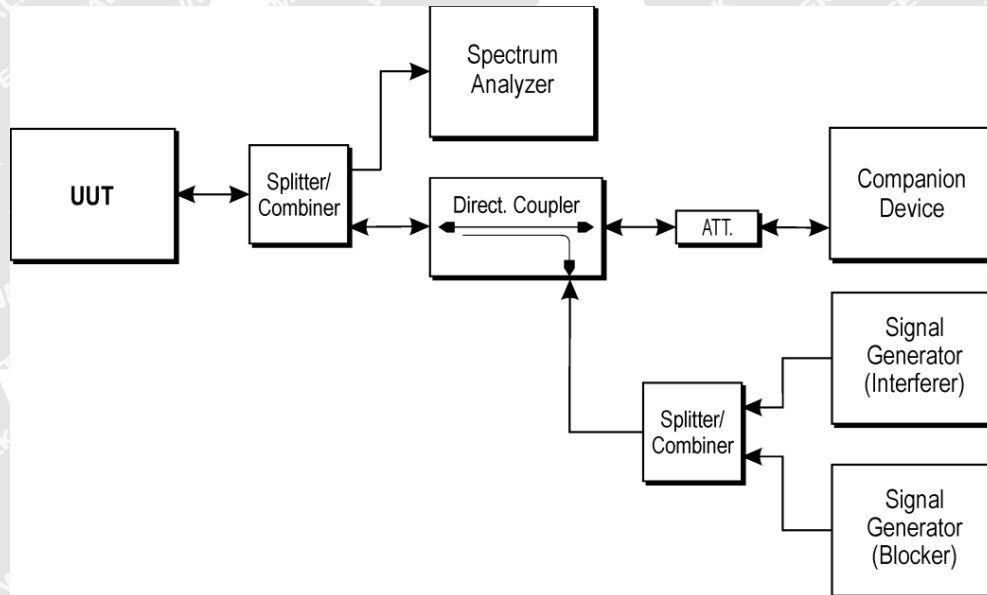 Spectrum
Analyzer
UUT
Splitter/
Combiner
Direct. Coupler
ATT.
Companion
Device
Signal
Generator
(Interferer)
Splitter/
Combiner
Signal
Generator
(Blocker)